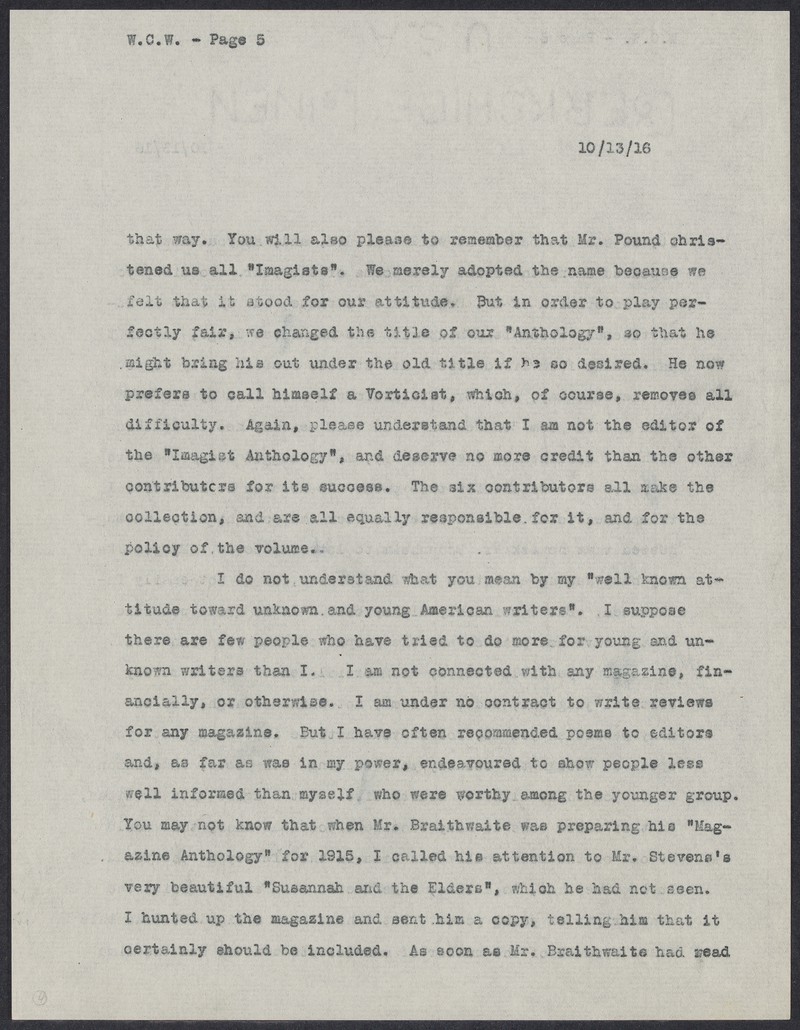 W.C.W. - Page 5
10/13/16
that way. You will also please to remember that Mr. Pound chris-
tened us all "Imagists". We merely adopted the name because we
felt that it stood for our attitude. But in order to play per-
fectly fair, we changed the title of our "Anthology", so that he
might bring his out under the old title if he so desired. He now
prefers to call himself a Vorticist, which, of course, removes all
difficulty. Again, please understand that I am not the editor of
the "Imagist Anthology", and deserve no more credit than the other
contributors for its success. The six contributors all make the
collection, and are all equally responsible for it, and for the
policy of the volume.
I do not understand what you mean by my "well known at-
titude toward unknown and young American writers". I suppose
there are few people who have tried to do more for young and un-
known writers than I. I am not connected with any magazine, fin-
ancially, or otherwise. I am under no contract to write reviews
for any magazine. But I have often recommended poems to editors
and, as far as was in my power, endeavoured to show people less
well informed than myself who were worthy among the younger group.
You may not know that when Mr. Braithwaite was preparing his "Mag-
azine Anthology" for 1915, I called his attention to Mr. Stevens's
very beautiful "Susannah and the Elders", which he had not seen.
I hunted up the magazine and sent him a copy, telling him that it
certainly should be included. As soon as Mr. Braithwaite had read
9